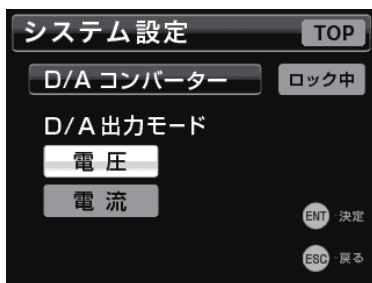 システム設定 TOP
D/A コンバーター ロック中
D/A出力モード
電圧
電流
ENT - 決定
ESC - 戻る